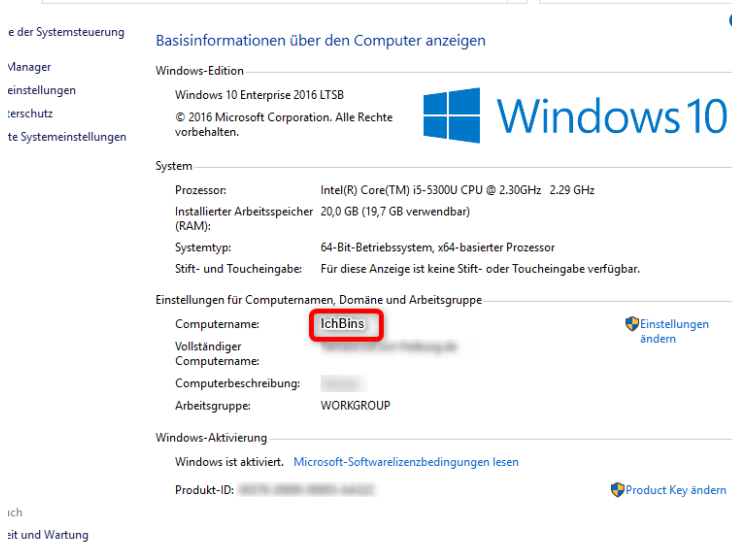 e der Systemsteuerung
Manager
einstellungen
terschutz
te Systemeinstellungen
Basisinformationen über den Computer anzeigen
Windows-Edition
Windows 10 Enterprise 2016 LTSB
© 2016 Microsoft Corporation. Alle Rechte
vorbehalten.
Windows 10
System
Prozessor: Intel(R) Core(TM) i5-5300U CPU @ 2.30GHz 2.29 GHz
Installierter Arbeitsspeicher 20,0 GB (19,7 GB verwendbar)
(RAM):
Systemtyp: 64-Bit-Betriebssystem, x64-basierter Prozessor
Stift- und Toucheingabe: Für diese Anzeige ist keine Stift- oder Toucheingabe verfügbar.
Einstellungen für Computernamen, Domäne und Arbeitsgruppe
Computername: IchBins
Einstellungen
ändern
Vollständiger
Computername:
Computerbeschreibung:
Arbeitsgruppe: WORKGROUP
Windows-Aktivierung
Windows ist aktiviert. Microsoft-Softwarelizenzbedingungen lesen
Produkt-ID:
Product Key ändern
uch
eit und Wartung